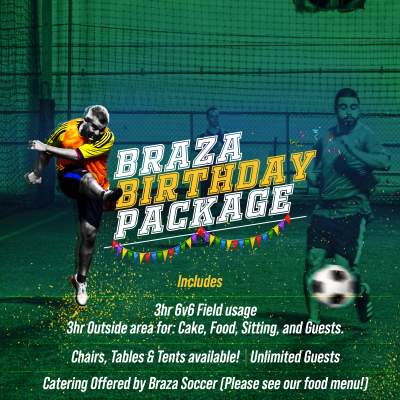 BRAZA
BIRTHDAY
PACKAGE
Includes
3hr 6v6 Field usage
3hr Outside area for: Cake, Food, Sitting, and Guests.
Chairs, Tables & Tents available! | Unlimited Guests
Catering Offered by Braza Soccer (Please see our food menu!)